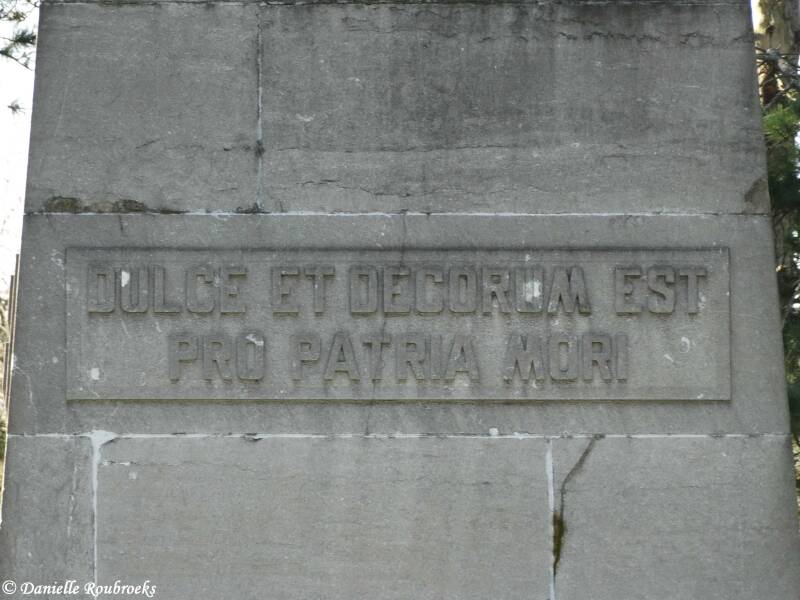 DULCE ET DECORUM EST
PRO PATRIA MORI
© Danielle Roubroeks